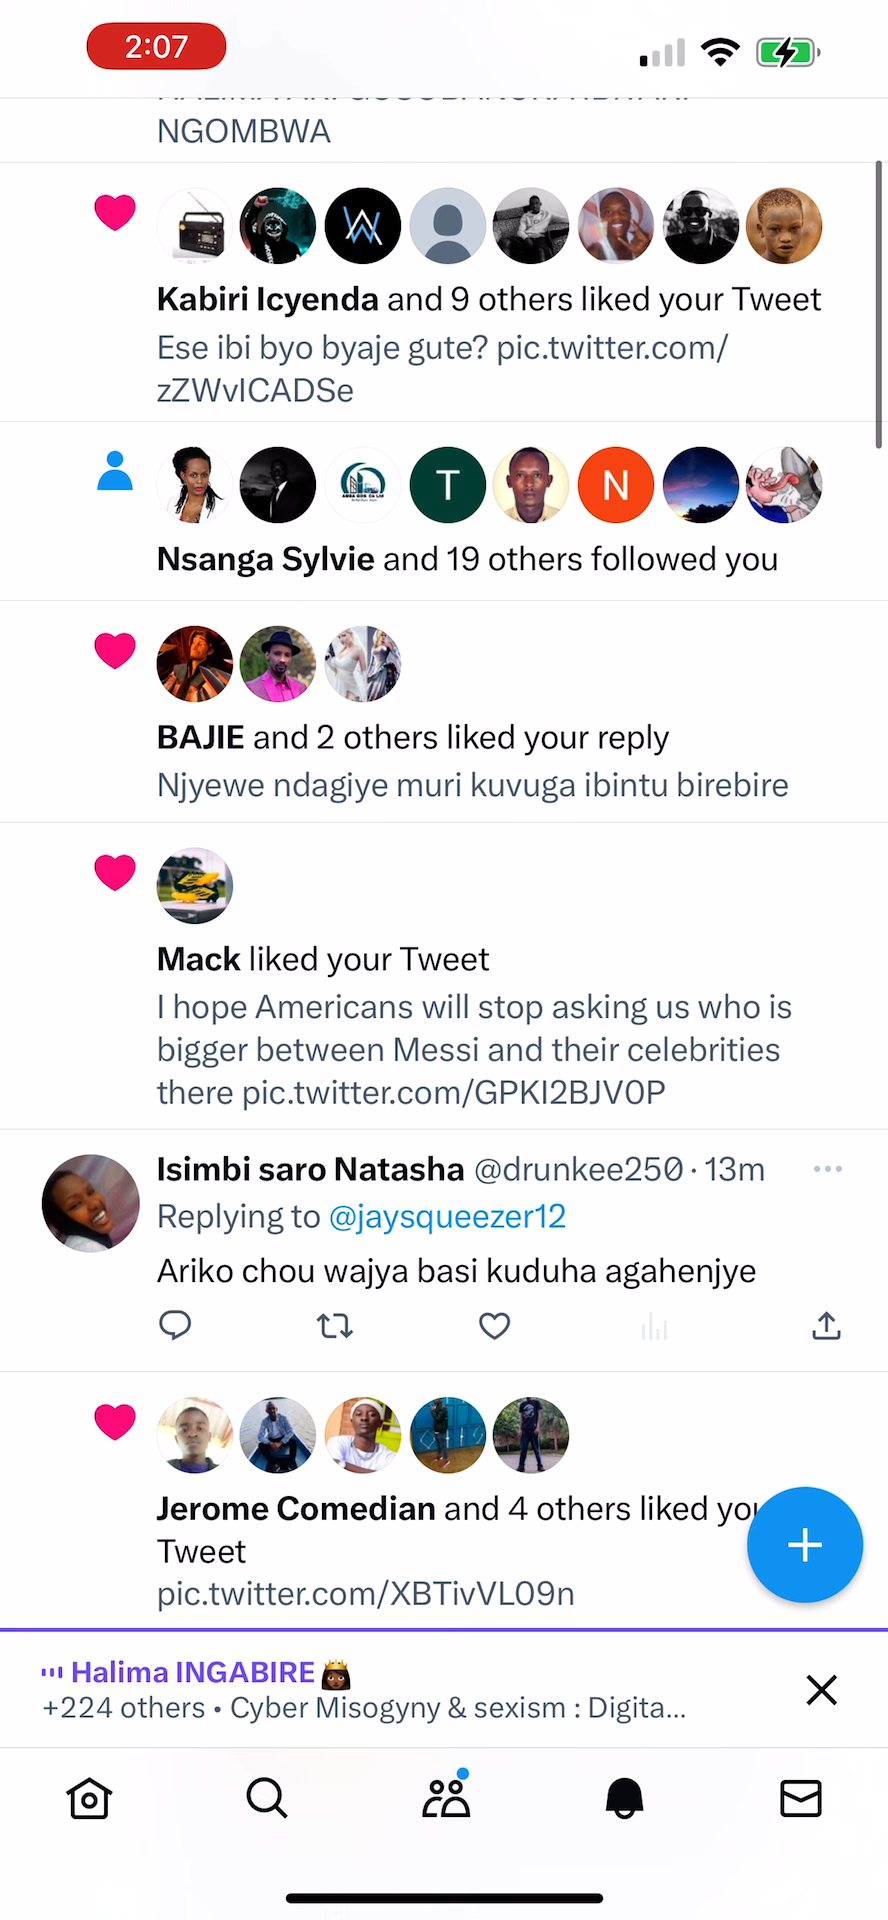 2:07
NGOMBWA
Kabiri Icyenda and 9 others liked your Tweet
Ese ibi byo byaje gute? pic.twitter.com/
zZWvICADSe
T
N
Nsanga Sylvie and 19 others followed you
BAJIE and 2 others liked your reply
Njyewe ndagiye muri kuvuga ibintu birebire
Mack liked your Tweet
I hope Americans will stop asking us who is
bigger between Messi and their celebrities
there pic.twitter.com/GPKI2BJV0P
Isimbi saro Natasha @drunkee250 · 13m
Replying to @jaysqueezer12
Ariko chou wajya basi kuduha agahenjye
Jerome Comedian and 4 others liked you
Tweet
pic.twitter.com/XBTivVL09n
Halima INGABIRE👸🏿
+224 others • Cyber Misogyny & sexism : Digita...